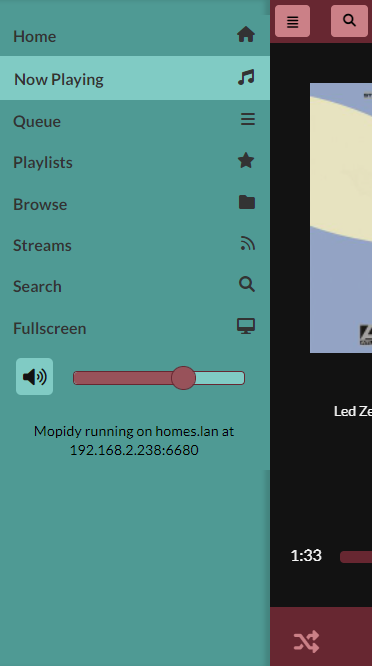 Home
Now Playing
Queue
Playlists
Browse
Streams
Search
Fullscreen
Mopidy running on homes.lan at
192.168.2.238:6680
Led Ze
1:33